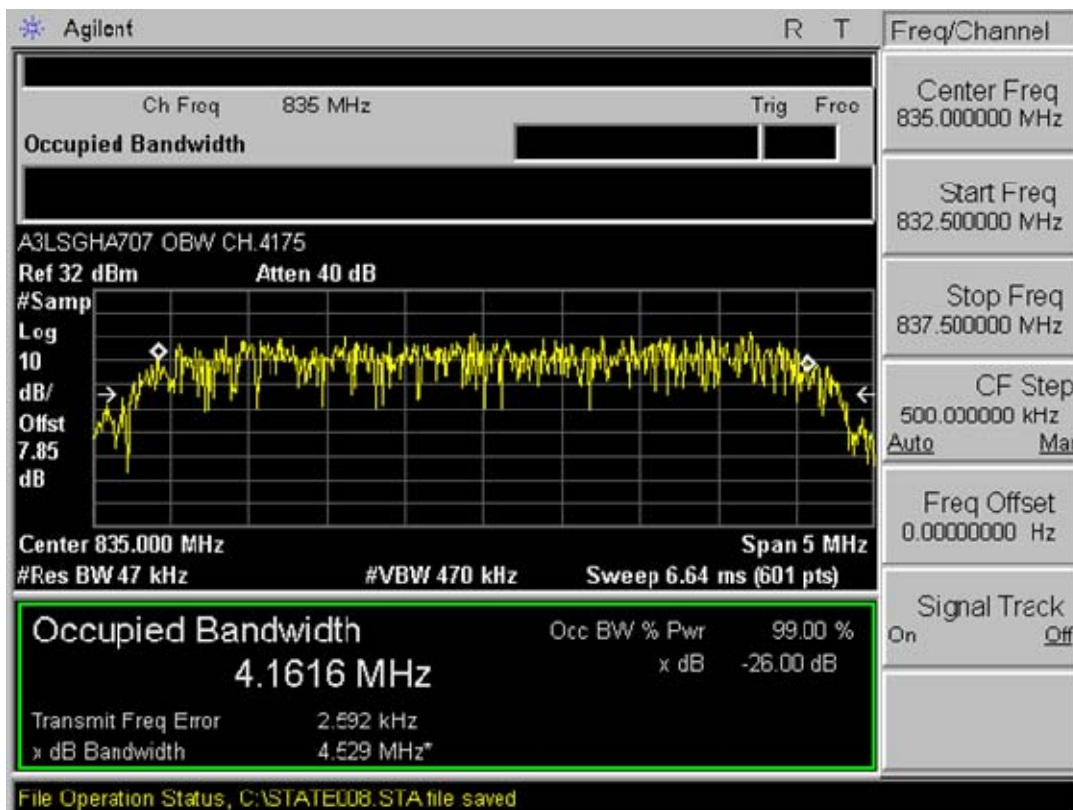 Agilent R T Freq/Channel
Ch Freq 835 MHz Trig Free
Occupied Bandwidth
Center Freq
835.000000 MHz
Start Freq
832.500000 MHz
Stop Freq
837.500000 MHz
CF Step
500.000000 kHz
Auto Ma
Freq Offset
0.00000000 Hz
Signal Track
On Off
A3LSGHA707 OBW CH.4175
Ref 32 dBm Atten 40 dB
#Samp
Log
10
dB/
Offst
7.85
dB
Center 835.000 MHz Span 5 MHz
#Res BW 47 kHz #VBW 470 kHz Sweep 6.64 ms (601 pts)
Occupied Bandwidth Occ BW % Pwr 99.00 %
4.1616 MHz x dB -26.00 dB
Transmit Freq Error kHz
x dB Bandwidth 4.529 MHz*
File Operation Status, C:\STATE008.STA file saved